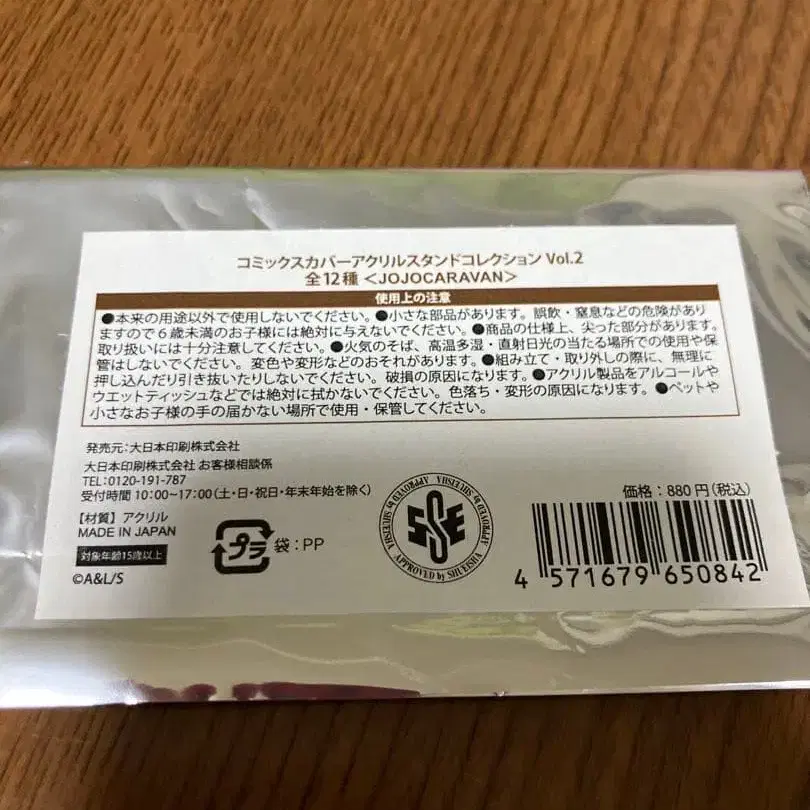 コミックスカバーアクリルスタンドコレクション Vol.2
全12種 <JOJOCARAVAN>
使用上の注意
●本来の用途以外で使用しないでください。●小さな部品があります。誤飲・窒息などの危険があり
ますので６歳未満のお子様には絶対に与えないでください。●商品の仕様上、尖った部分があります。
取り扱いには十分注意してください。●火気のそば、高温多湿・直射日光の当たる場所での使用や保
管はしないでください。変色や変形などのおそれがあります。●組み立て・取り外しの際に、無理に
押し込んだり引き抜いたりしないでください。破損の原因になります。●アクリル製品をアルコールや
ウエットティッシュなどでは絶対に拭かないでください。色落ち・変形の原因になります。●ペットや
小さなお子様の手の届かない場所で使用・保管してください。
発売元：大日本印刷株式会社
大日本印刷株式会社 お客様相談係
TEL：0120-191-787
受付時間 10：00～17：00（土・日・祝日・年末年始を除く）
【材質】アクリル
MADE IN JAPAN
対象年齢15歳以上
©A&L/S
プラ 袋：PP
APPROVED by SHUEISHA
APPROVED by SHUEISHA
価格：880円（税込）
4 571679 650842